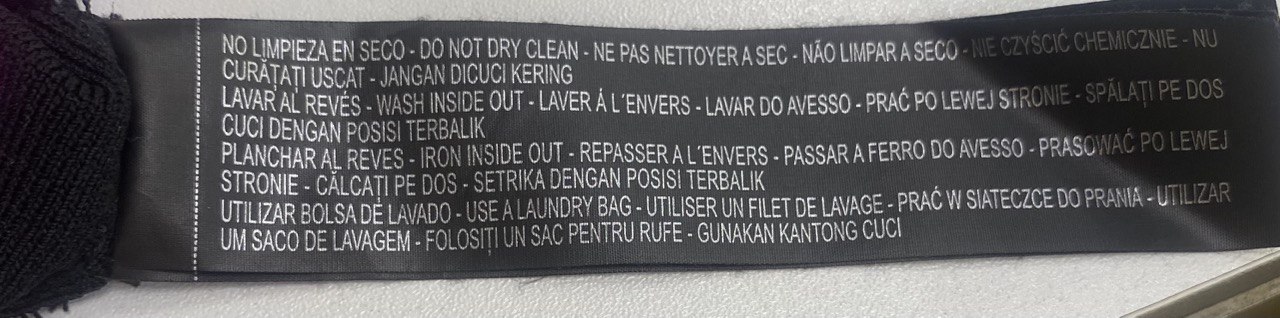 NO LIMPIEZA EN SECO - DO NOT DRY CLEAN - NE PAS NETTOYER A SEC - NÃO LIMPAR A SECO - NIE CZYŚCIĆ CHEMICZNIE - NU
CURĂȚAȚI USCAT - JANGAN DICUCI KERING
LAVAR AL REVÉS - WASH INSIDE OUT - LAVER Á L´ENVERS - LAVAR DO AVESSO - PRAĆ PO LEWEJ STRONIE - SPĂLAȚI PE DOS
CUCI DENGAN POSISI TERBALIK
PLANCHAR AL REVES - IRON INSIDE OUT - REPASSER A L´ENVERS - PASSAR A FERRO DO AVESSO - PRASOWAĆ PO LEWEJ
STRONIE - CĂLCAȚI PE DOS - SETRIKA DENGAN POSISI TERBALIK
UTILIZAR BOLSA DE LAVADO - USE A LAUNDRY BAG - UTILISER UN FILET DE LAVAGE - PRAĆ W SIATECZCE DO PRANIA - UTILIZAR
UM SACO DE LAVAGEM - FOLOSIȚI UN SAC PENTRU RUFE - GUNAKAN KANTONG CUCI